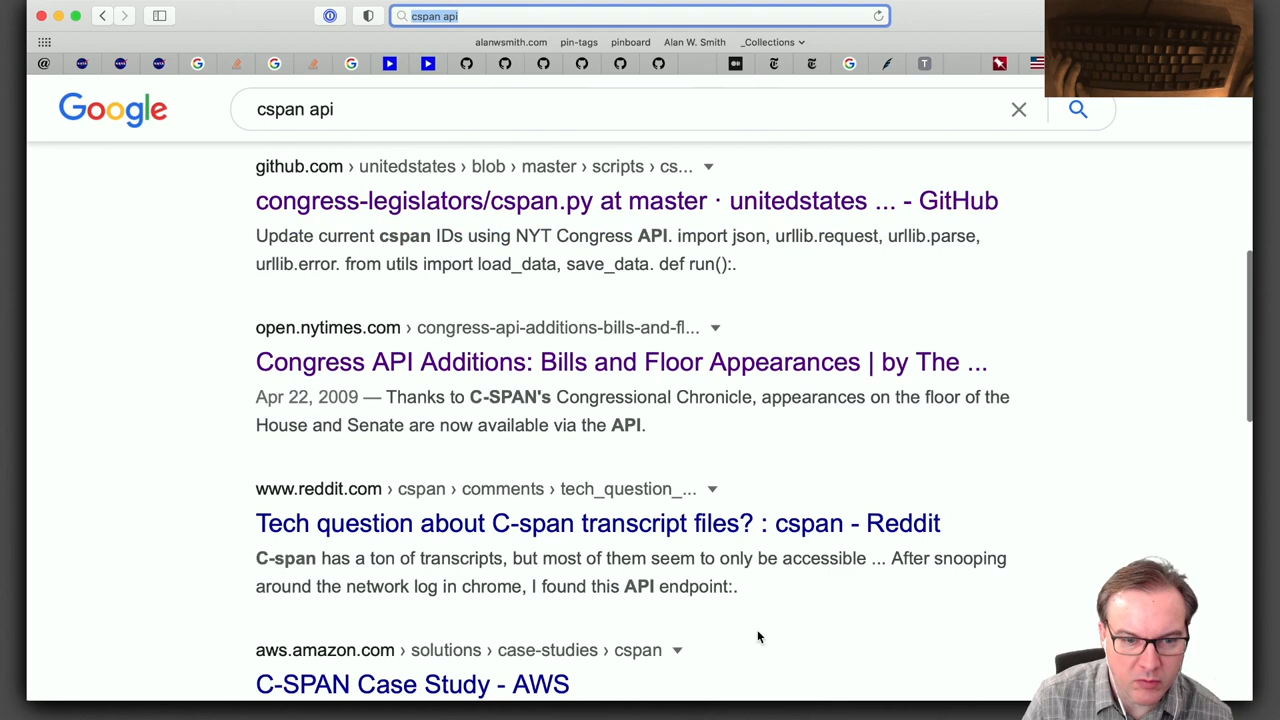 cspan api
alanwsmith.com pin-tags pinboard Alan W. Smith _Collections
Google
cspan api
github.com › unitedstates › blob › master › scripts › cs...
congress-legislators/cspan.py at master · unitedstates ... - GitHub
Update current cspan IDs using NYT Congress API. import json, urllib.request, urllib.parse,
urllib.error. from utils import load_data, save_data. def run():.
open.nytimes.com › congress-api-additions-bills-and-fl...
Congress API Additions: Bills and Floor Appearances | by The ...
Apr 22, 2009 — Thanks to C-SPAN's Congressional Chronicle, appearances on the floor of the
House and Senate are now available via the API.
www.reddit.com › cspan › comments › tech_question_...
Tech question about C-span transcript files? : cspan - Reddit
C-span has a ton of transcripts, but most of them seem to only be accessible ... After snooping
around the network log in chrome, I found this API endpoint:.
aws.amazon.com › solutions › case-studies › cspan
C-SPAN Case Study - AWS